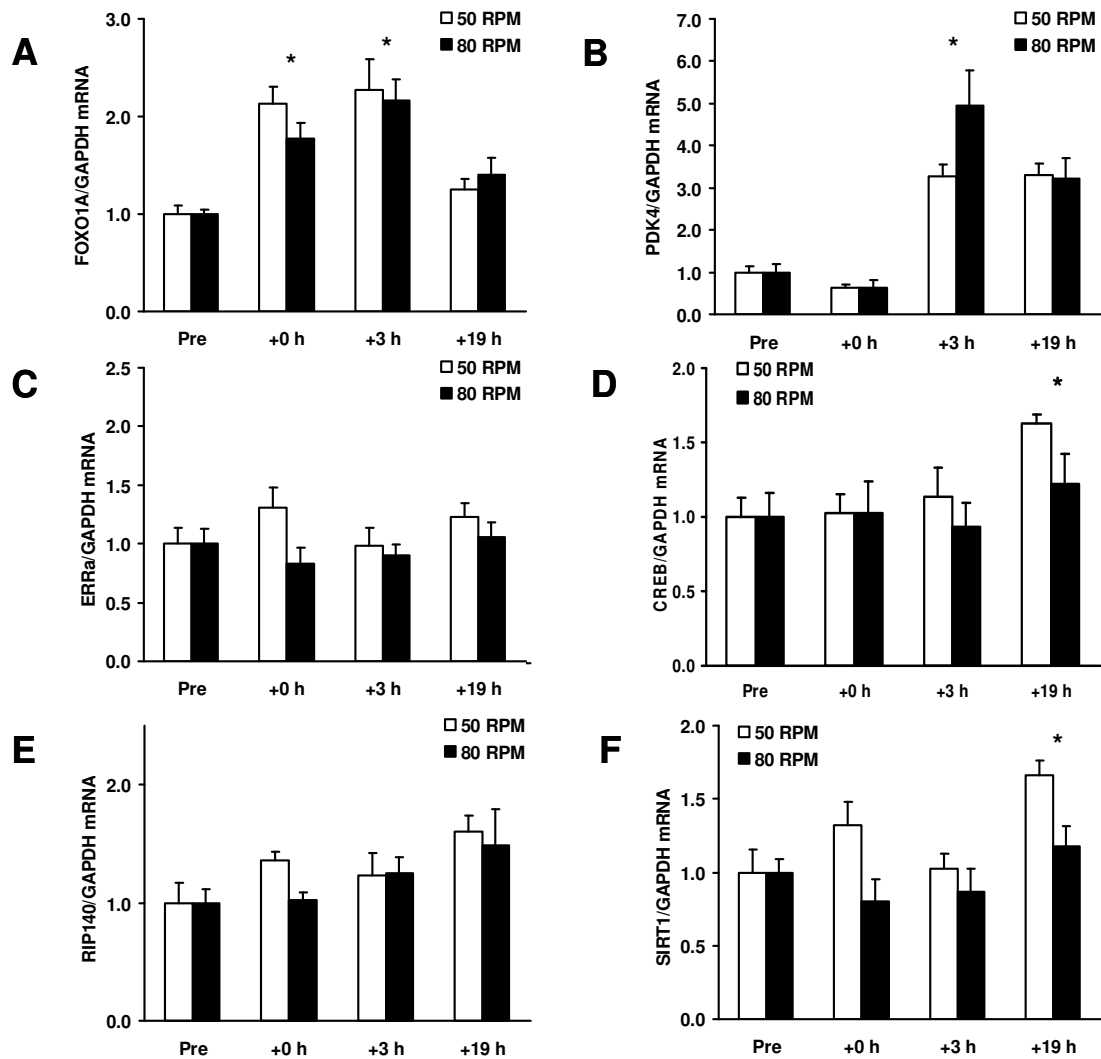 A
FOXO1A/GAPDH mRNA
3.0
2.0
1.0
0.0
50 RPM
80 RPM
*
*
Pre +0 h +3 h +19 h
B
PDK4/GAPDH mRNA
7.0
6.0
5.0
4.0
3.0
2.0
1.0
0.0
50 RPM
80 RPM
*
Pre +0 h +3 h +19 h
C
ERRa/GAPDH mRNA
2.5
2.0
1.5
1.0
0.5
0.0
50 RPM
80 RPM
Pre +0 h +3 h +19 h
D
CREB/GAPDH mRNA
2.0
1.5
1.0
0.5
0.0
50 RPM
80 RPM
*
Pre +0 h +3 h +19 h
E
RIP140/GAPDH mRNA
2.0
1.0
0.0
50 RPM
80 RPM
Pre +0 h +3 h +19 h
F
SIRT1/GAPDH mRNA
2.0
1.5
1.0
0.5
0.0
50 RPM
80 RPM
*
Pre +0 h +3 h +19 h